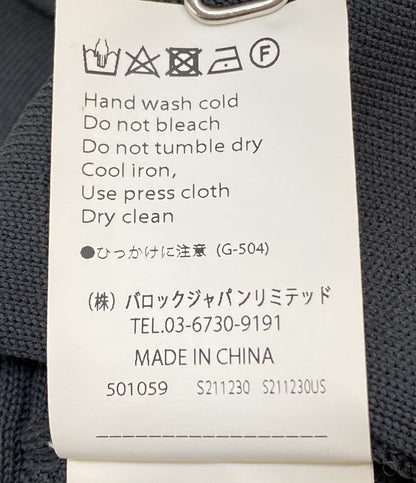 F
Hand wash cold
Do not bleach
Do not tumble dry
Cool iron,
Use press cloth
Dry clean
●ひっかけに注意 (G-504)
(株) バロックジャパンリミテッド
TEL.03-6730-9191
MADE IN CHINA
501059 S211230 S211230US